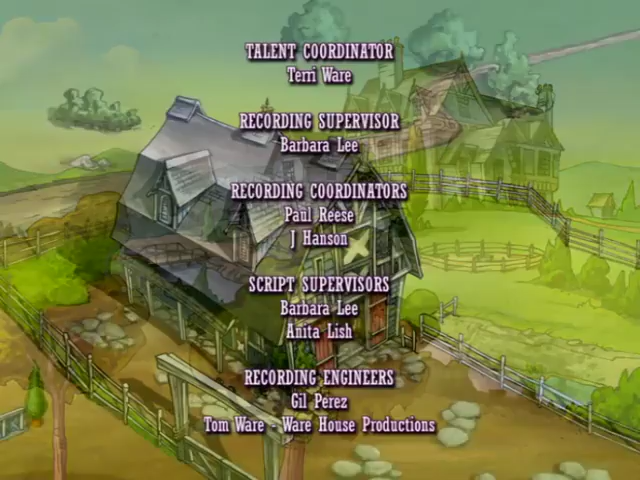 TALENT COORDINATOR
Terri Ware
RECORDING SUPERVISOR
Barbara Lee
RECORDING COORDINATORS
Paul Reese
J Hanson
SCRIPT SUPERVISORS
Barbara Lee
Anita Lish
RECORDING ENGINEERS
Gil Perez
Tom Ware - Ware House Productions